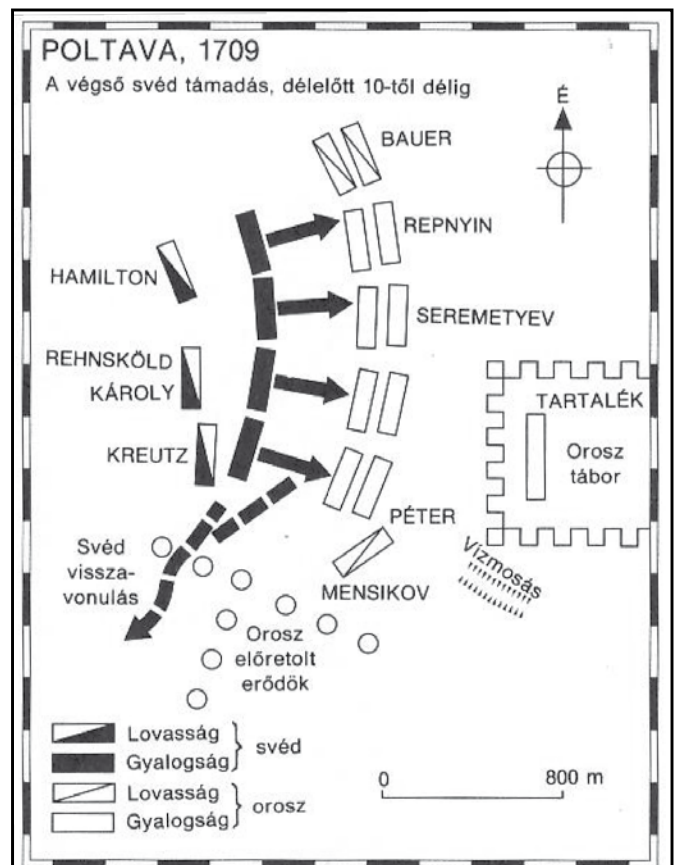 POLTAVA, 1709
A végső svéd támadás, délelőtt 10-től délig
É
BAUER
REPNYIN
HAMILTON
SEREMETYEV
REHNSKÖLD
KÁROLY
TARTALÉK
KREUTZ
Orosz
tábor
PÉTER
Svéd
vissza-
vonulás
Vízmosás
MENSIKOV
Orosz
előretolt
erődök
Lovasság
Gyalogság
svéd
Lovasság
Gyalogság
orosz
0 800 m